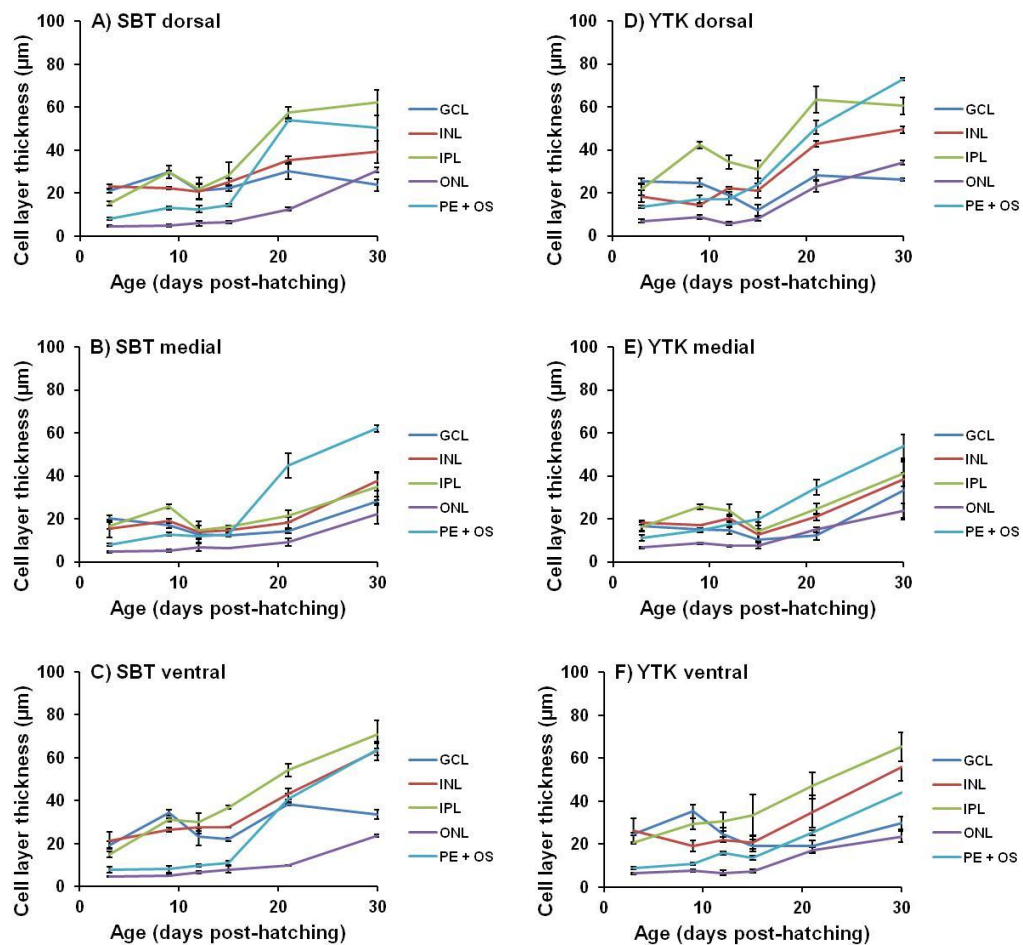 A) SBT dorsal
Cell layer thickness (µm)
100
80
60
40
20
0
0 10 20 30
Age (days post-hatching)
GCL
INL
IPL
ONL
PE + OS
D) YTK dorsal
Cell layer thickness (µm)
100
80
60
40
20
0
0 10 20 30
Age (days post-hatching)
GCL
INL
IPL
ONL
PE + OS
B) SBT medial
Cell layer thickness (µm)
100
80
60
40
20
0
0 10 20 30
Age (days post-hatching)
GCL
INL
IPL
ONL
PE + OS
E) YTK medial
Cell layer thickness (µm)
100
80
60
40
20
0
0 10 20 30
Age (days post-hatching)
GCL
INL
IPL
ONL
PE + OS
C) SBT ventral
Cell layer thickness (µm)
100
80
60
40
20
0
0 10 20 30
Age (days post-hatching)
GCL
INL
IPL
ONL
PE + OS
F) YTK ventral
Cell layer thickness (µm)
100
80
60
40
20
0
0 10 20 30
Age (days post-hatching)
GCL
INL
IPL
ONL
PE + OS